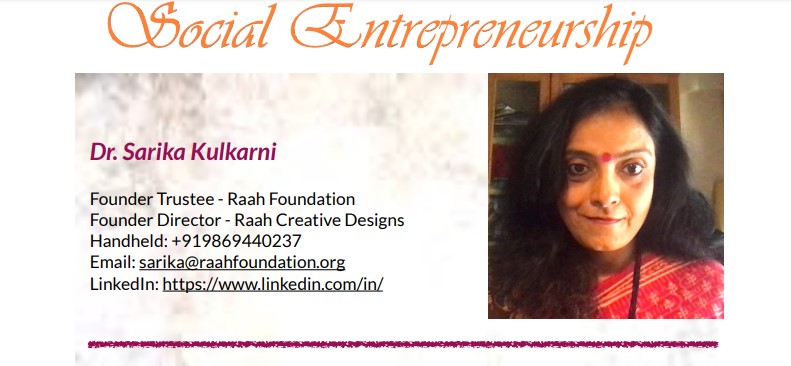 Social Entrepreneurship
Dr. Sarika Kulkarni
Founder Trustee - Raah Foundation
Founder Director - Raah Creative Designs
Handheld: +919869440237
Email: sarika@raahfoundation.org
LinkedIn: https://www.linkedin.com/in/